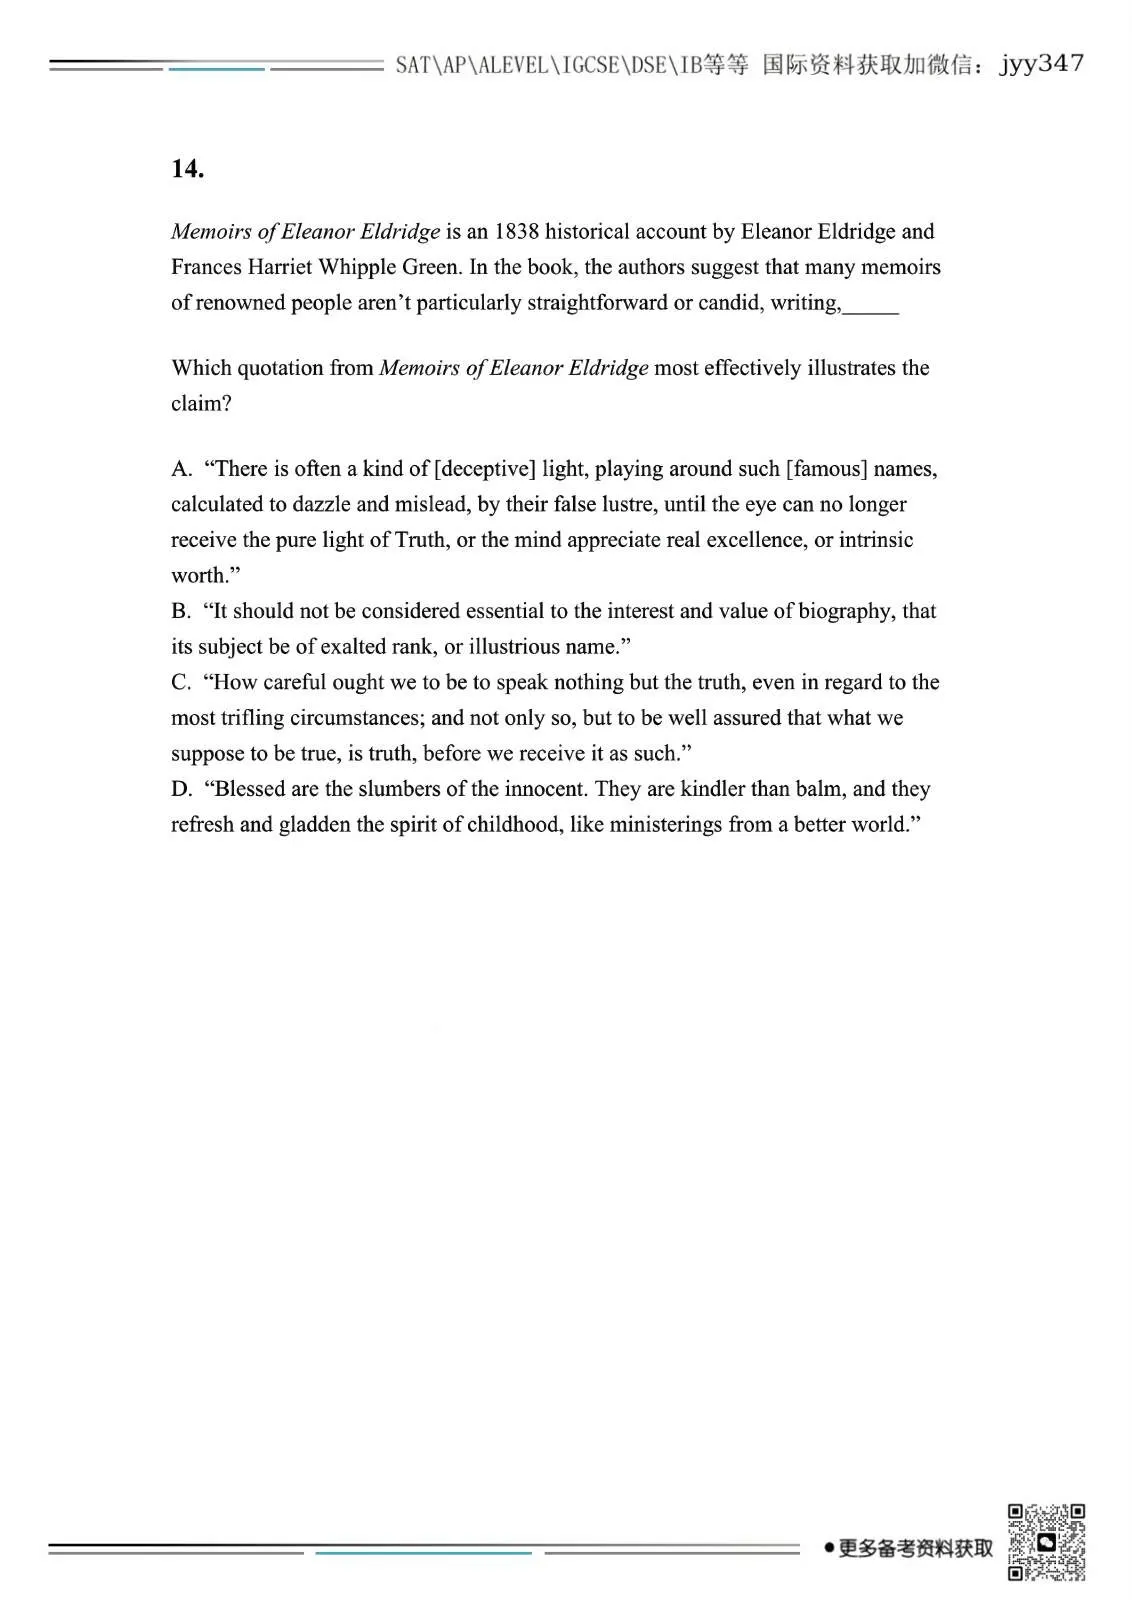 SAT\AP\ALEVEL\IGCSE\DSE\IB等等 国际资料获取加微信：jyy347
14.
Memoirs of Eleanor Eldridge is an 1838 historical account by Eleanor Eldridge and
Frances Harriet Whipple Green. In the book, the authors suggest that many memoirs
of renowned people aren’t particularly straightforward or candid, writing,_____
Which quotation from Memoirs of Eleanor Eldridge most effectively illustrates the
claim?
A. “There is often a kind of [deceptive] light, playing around such [famous] names,
calculated to dazzle and mislead, by their false lustre, until the eye can no longer
receive the pure light of Truth, or the mind appreciate real excellence, or intrinsic
worth.”
B. “It should not be considered essential to the interest and value of biography, that
its subject be of exalted rank, or illustrious name.”
C. “How careful ought we to be to speak nothing but the truth, even in regard to the
most trifling circumstances; and not only so, but to be well assured that what we
suppose to be true, is truth, before we receive it as such.”
D. “Blessed are the slumbers of the innocent. They are kindler than balm, and they
refresh and gladden the spirit of childhood, like ministerings from a better world.”
●更多备考资料获取